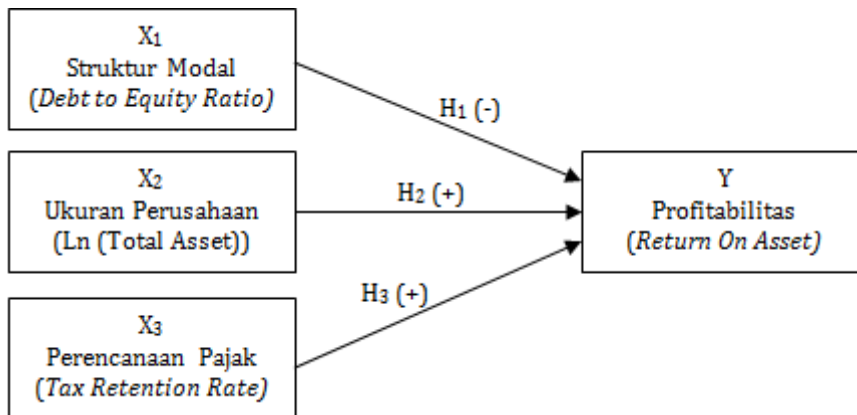 X₁
Struktur Modal
(Debt to Equity Ratio)
H₁ (-)
X₂
Ukuran Perusahaan
(Ln (Total Asset))
H₂ (+)
Y
Profitabilitas
(Return On Asset)
H₃ (+)
X₃
Perencanaan Pajak
(Tax Retention Rate)